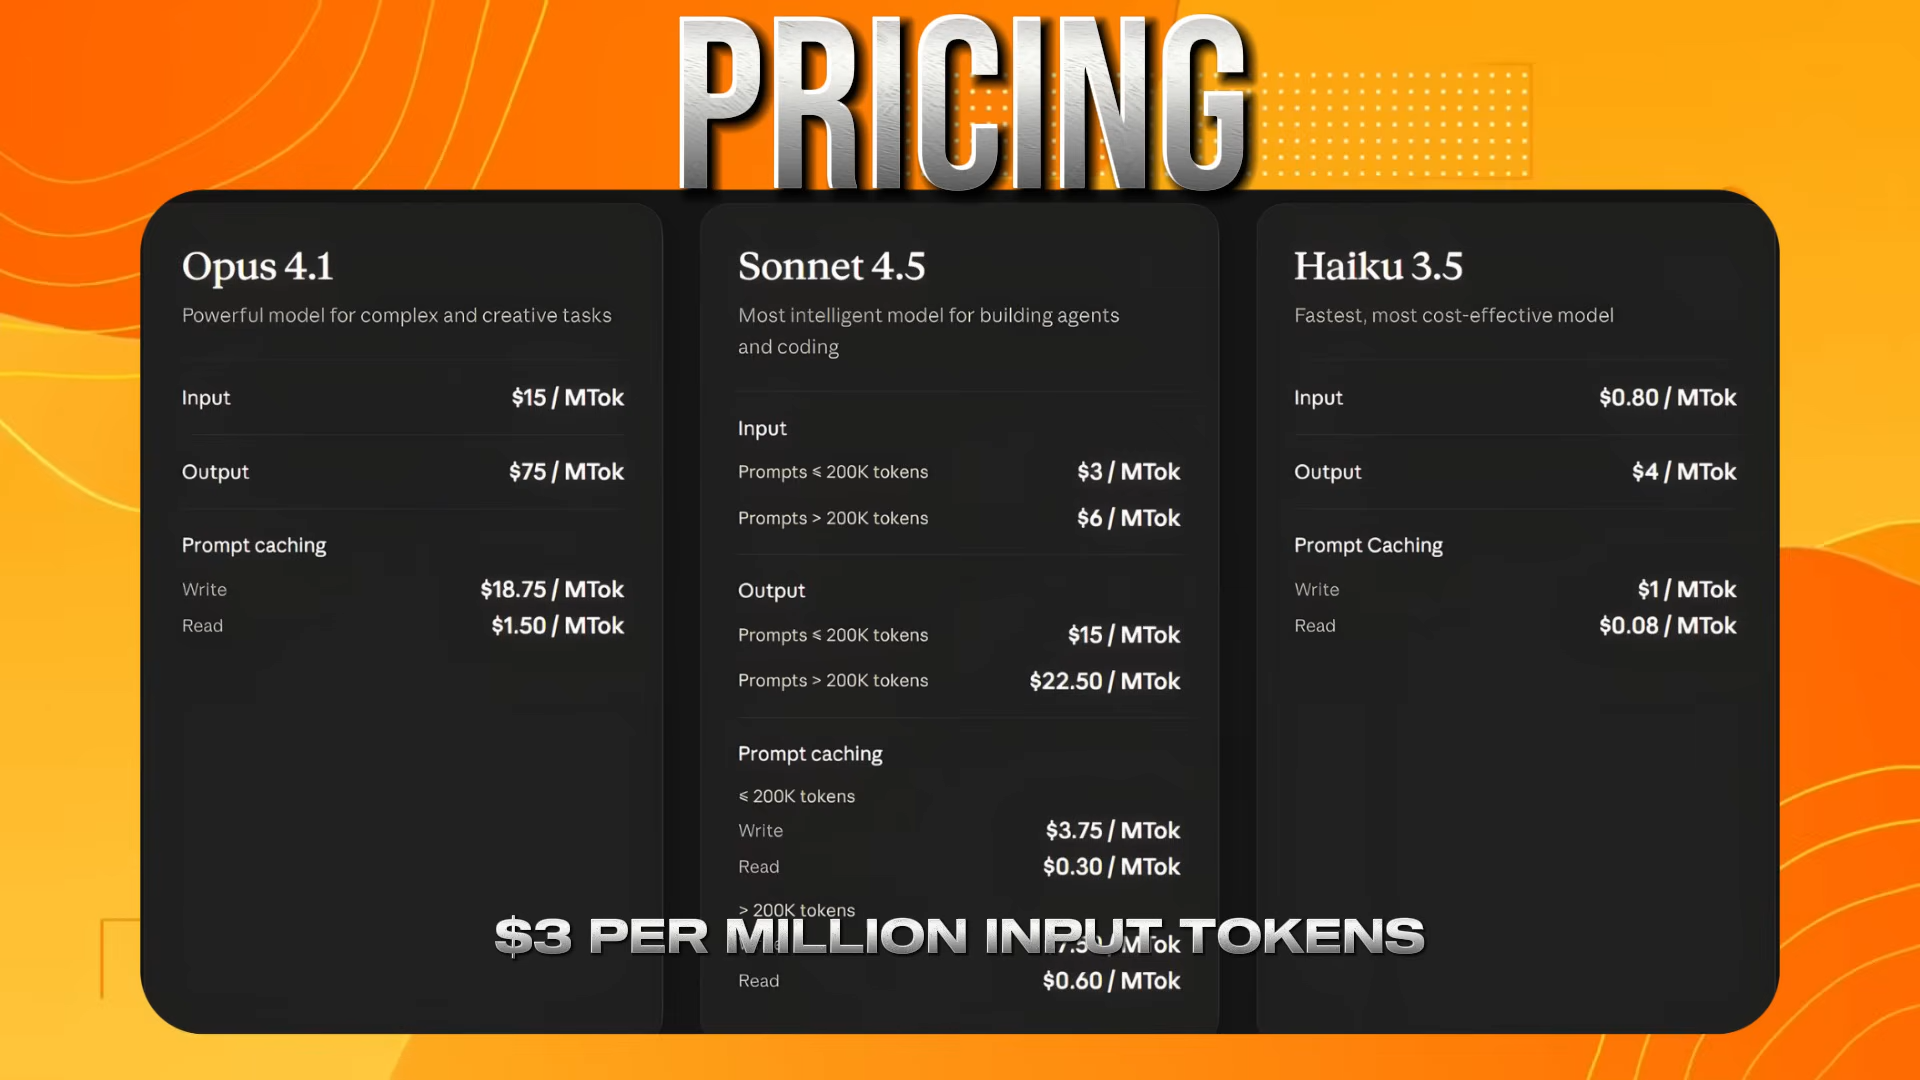 PRICING
Opus 4.1
Powerful model for complex and creative tasks
Input $15 / MTok
Output $75 / MTok
Prompt caching
Write $18.75 / MTok
Read $1.50 / MTok
Sonnet 4.5
Most intelligent model for building agents
and coding
Input
Prompts ≤ 200K tokens $3 / MTok
Prompts > 200K tokens $6 / MTok
Output
Prompts ≤ 200K tokens $15 / MTok
Prompts > 200K tokens $22.50 / MTok
Prompt caching
≤ 200K tokens
Write $3.75 / MTok
Read $0.30 / MTok
> 200K tokens
/ MTok
Read $0.60 / MTok
Haiku 3.5
Fastest, most cost-effective model
Input $0.80 / MTok
Output $4 / MTok
Prompt Caching
Write $1 / MTok
Read $0.08 / MTok
$3 PER MILLION INPUT TOKENS